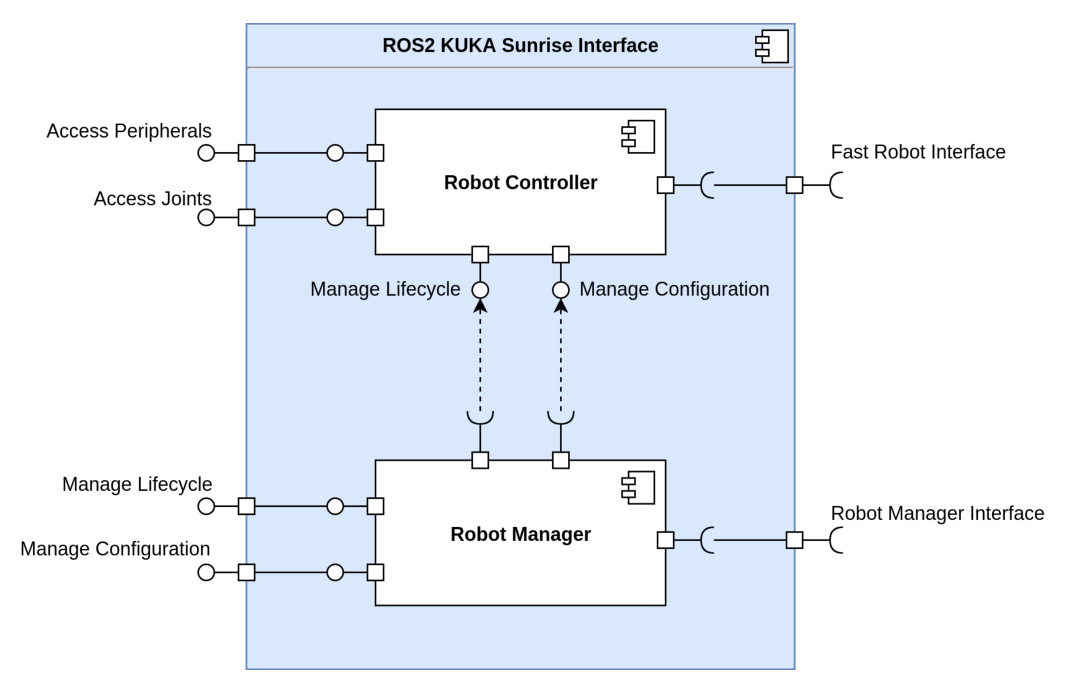 ROS2 KUKA Sunrise Interface
Access Peripherals
Fast Robot Interface
Robot Controller
Access Joints
Manage Lifecycle
Manage Configuration
Manage Lifecycle
Robot Manager Interface
Robot Manager
Manage Configuration